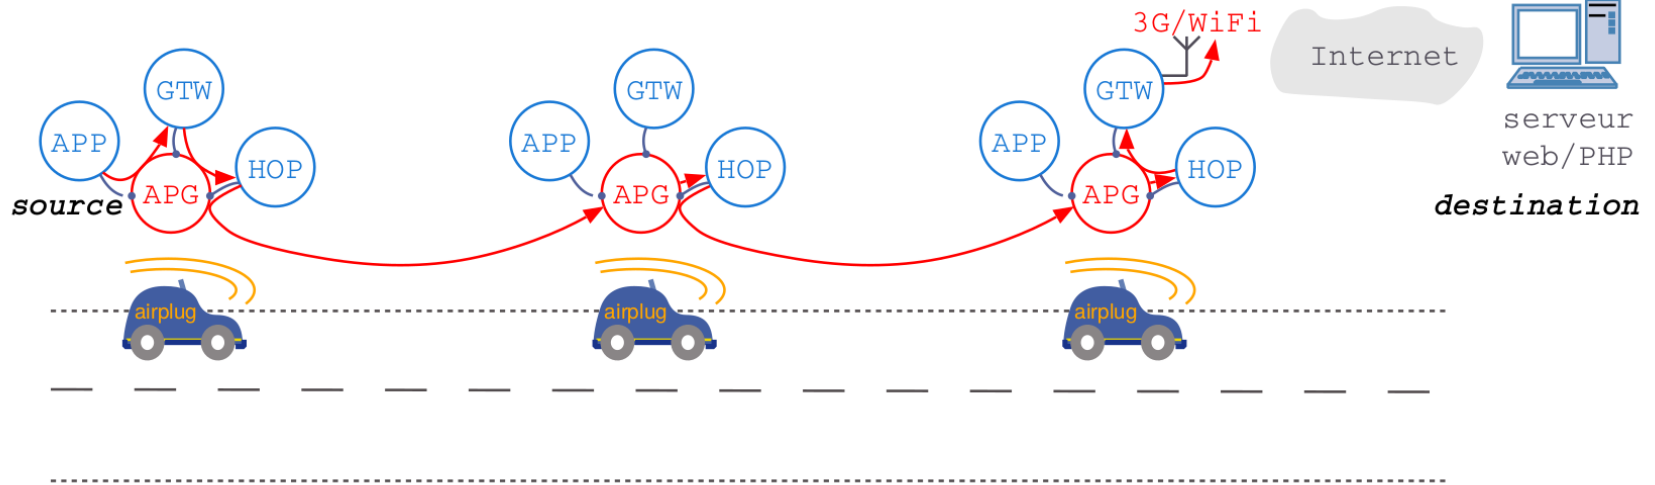 3G/WiFi
Internet
GTW
GTW
GTW
APP
APP
APP
HOP
HOP
HOP
APG
APG
APG
serveur
web/PHP
source
destination
airplug
airplug
airplug